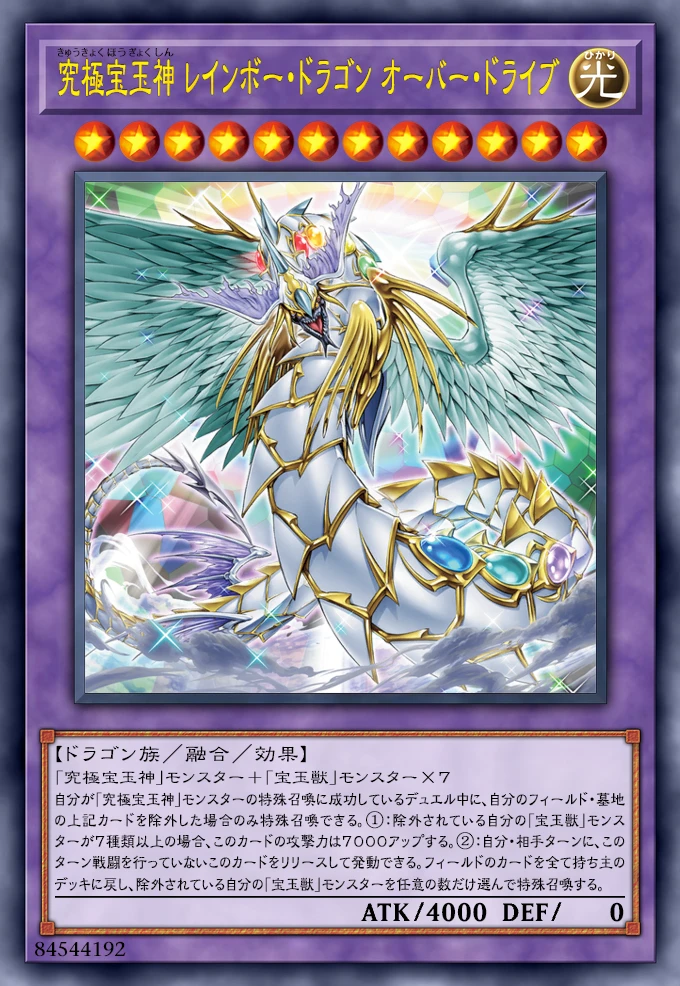 きゅうきょくほうぎょくしん
究極宝玉神 レインボー・ドラゴン オーバー・ドライブ
ひかり
光
【ドラゴン族／融合／効果】
「究極宝玉神」モンスター＋「宝玉獣」モンスター×7
自分が「究極宝玉神」モンスターの特殊召喚に成功しているデュエル中に、自分のフィールド・墓地
の上記カードを除外した場合のみ特殊召喚できる。①：除外されている自分の「宝玉獣」モンス
ターが7種類以上の場合、このカードの攻撃力は7000アップする。②：自分・相手ターンに、この
ターン戦闘を行っていないこのカードをリリースして発動できる。フィールドのカードを全て持ち主の
デッキに戻し、除外されている自分の「宝玉獣」モンスターを任意の数だけ選んで特殊召喚する。
ATK/4000 DEF/ 0
84544192